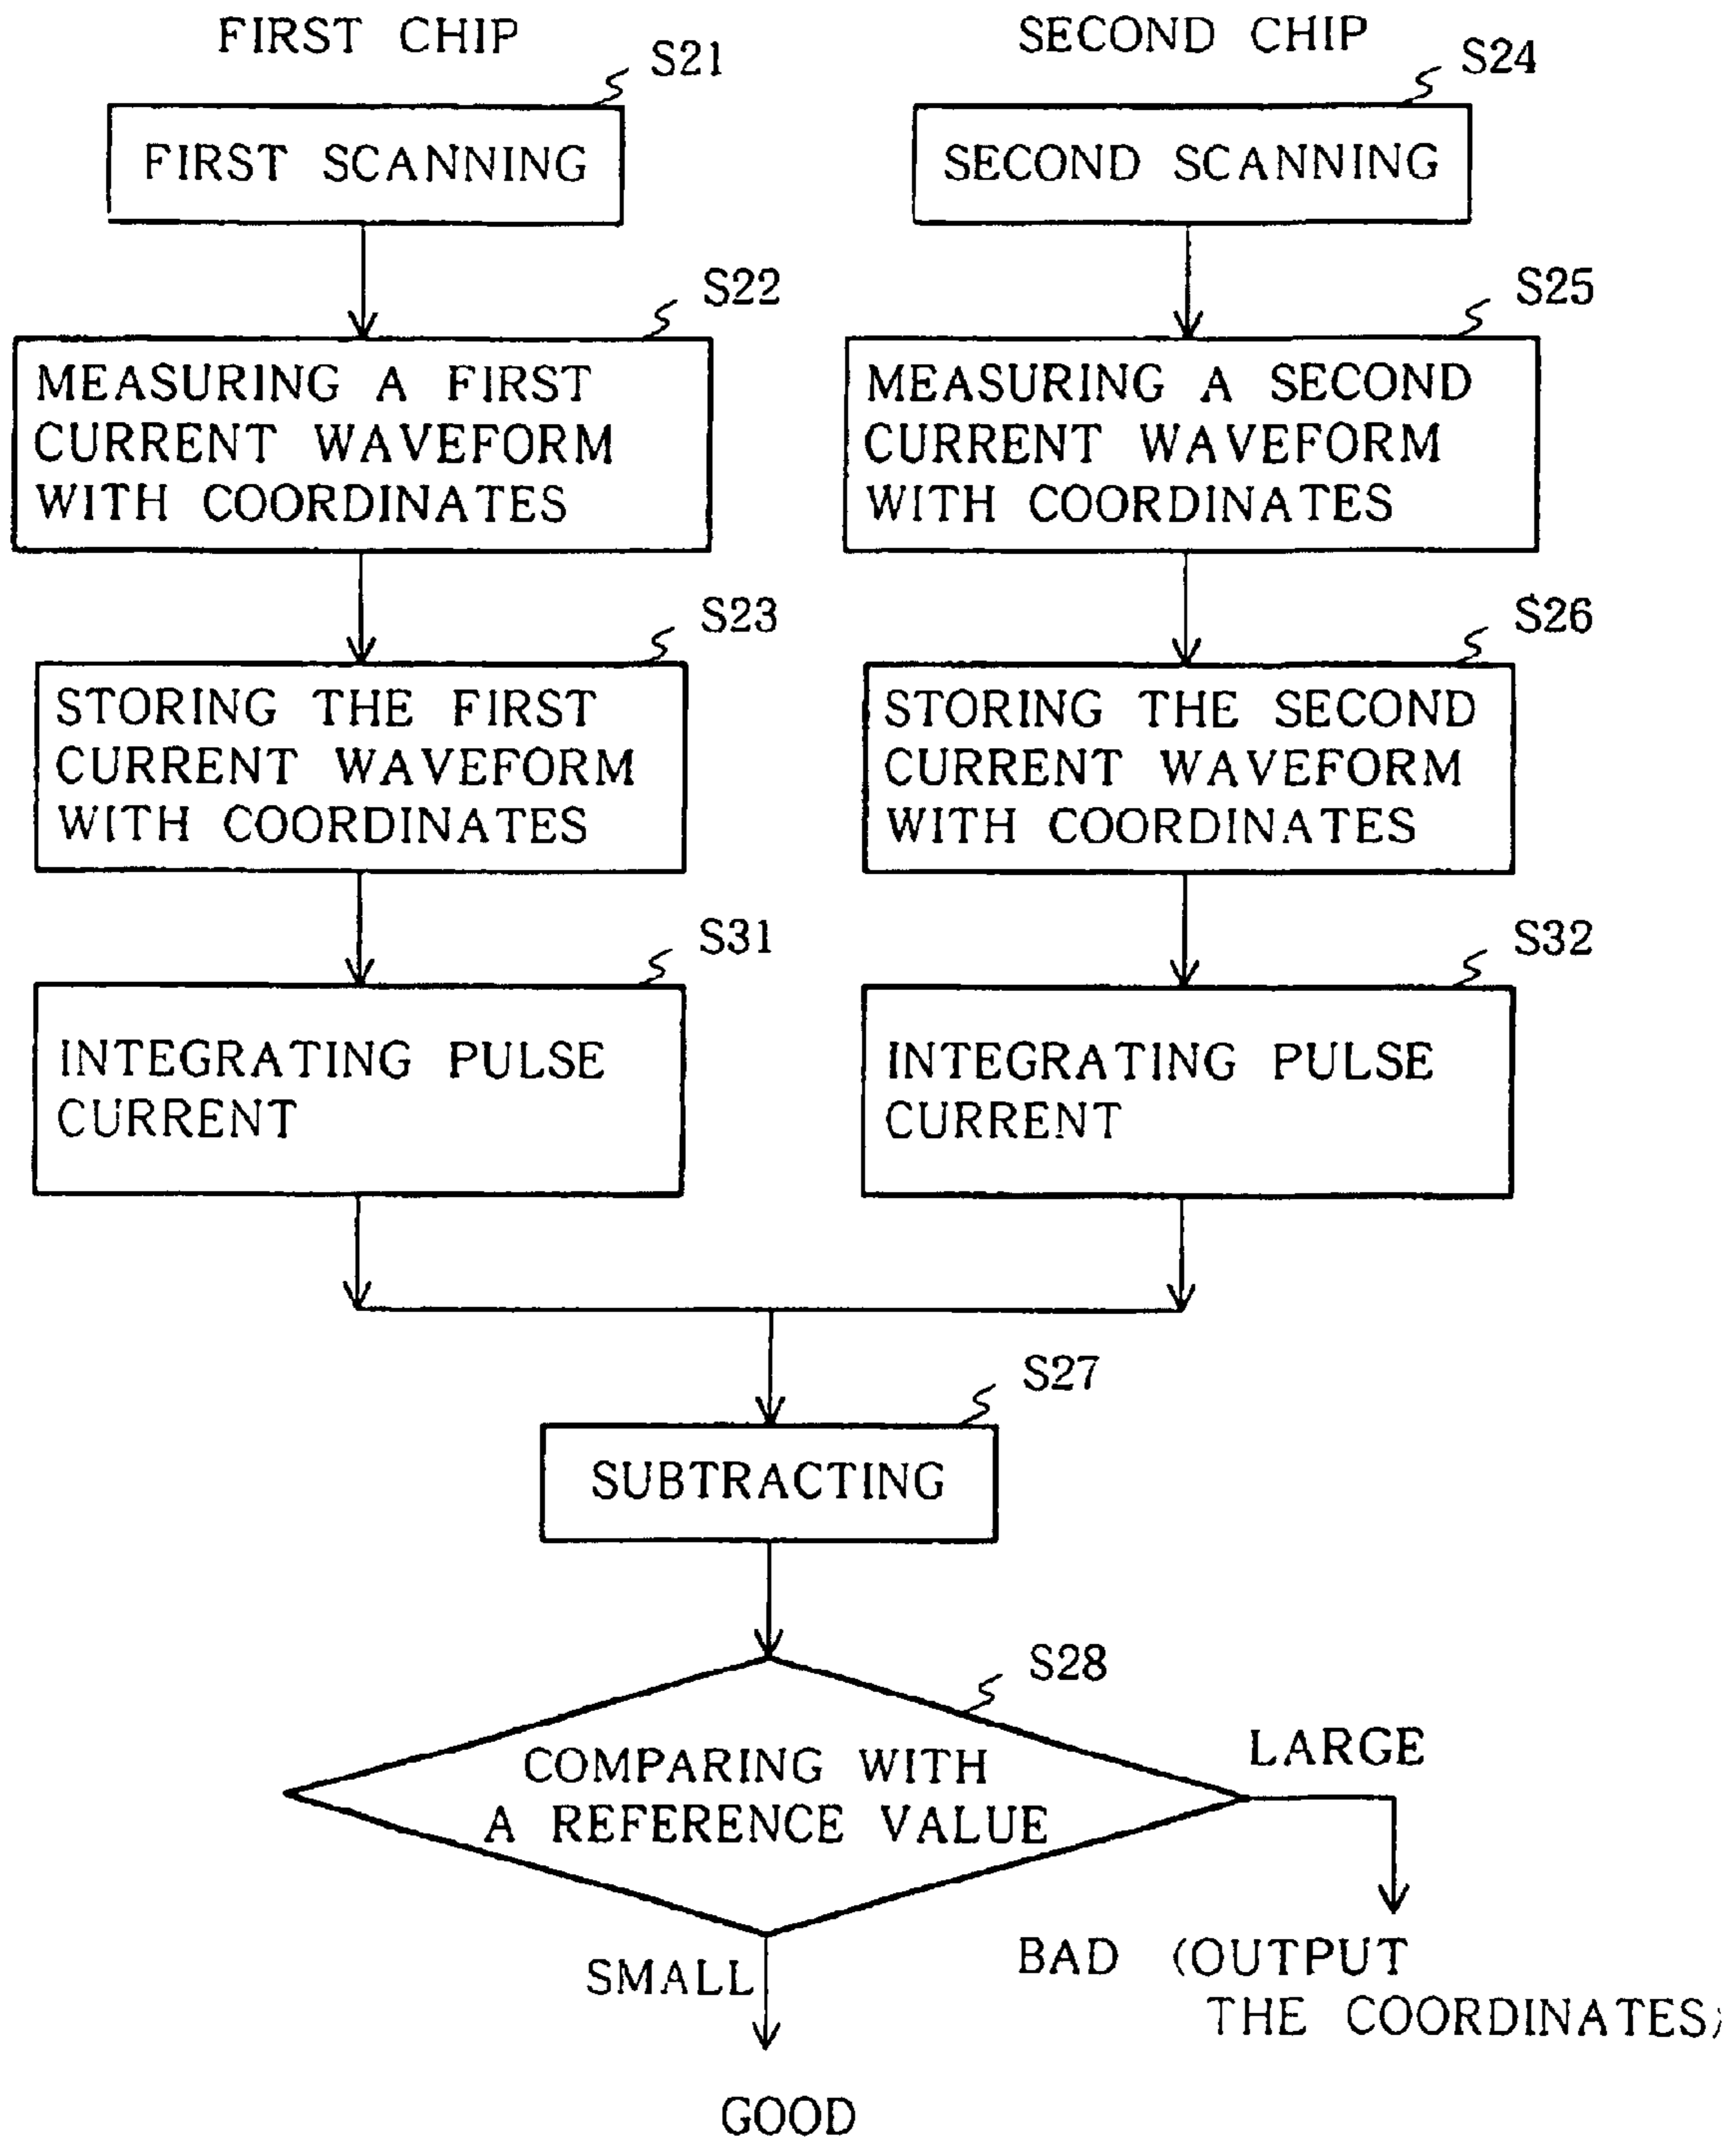 FIRST CHIP
S21
FIRST SCANNING
S22
MEASURING A FIRST
CURRENT WAVEFORM
WITH COORDINATES
S23
STORING THE FIRST
CURRENT WAVEFORM
WITH COORDINATES
S31
INTEGRATING PULSE
CURRENT
SECOND CHIP
S24
SECOND SCANNING
S25
MEASURING A SECOND
CURRENT WAVEFORM
WITH COORDINATES
S26
STORING THE SECOND
CURRENT WAVEFORM
WITH COORDINATES
S32
INTEGRATING PULSE
CURRENT
S27
SUBTRACTING
S28
COMPARING WITH
A REFERENCE VALUE
LARGE
BAD (OUTPUT
THE COORDINATES)
SMALL
GOOD